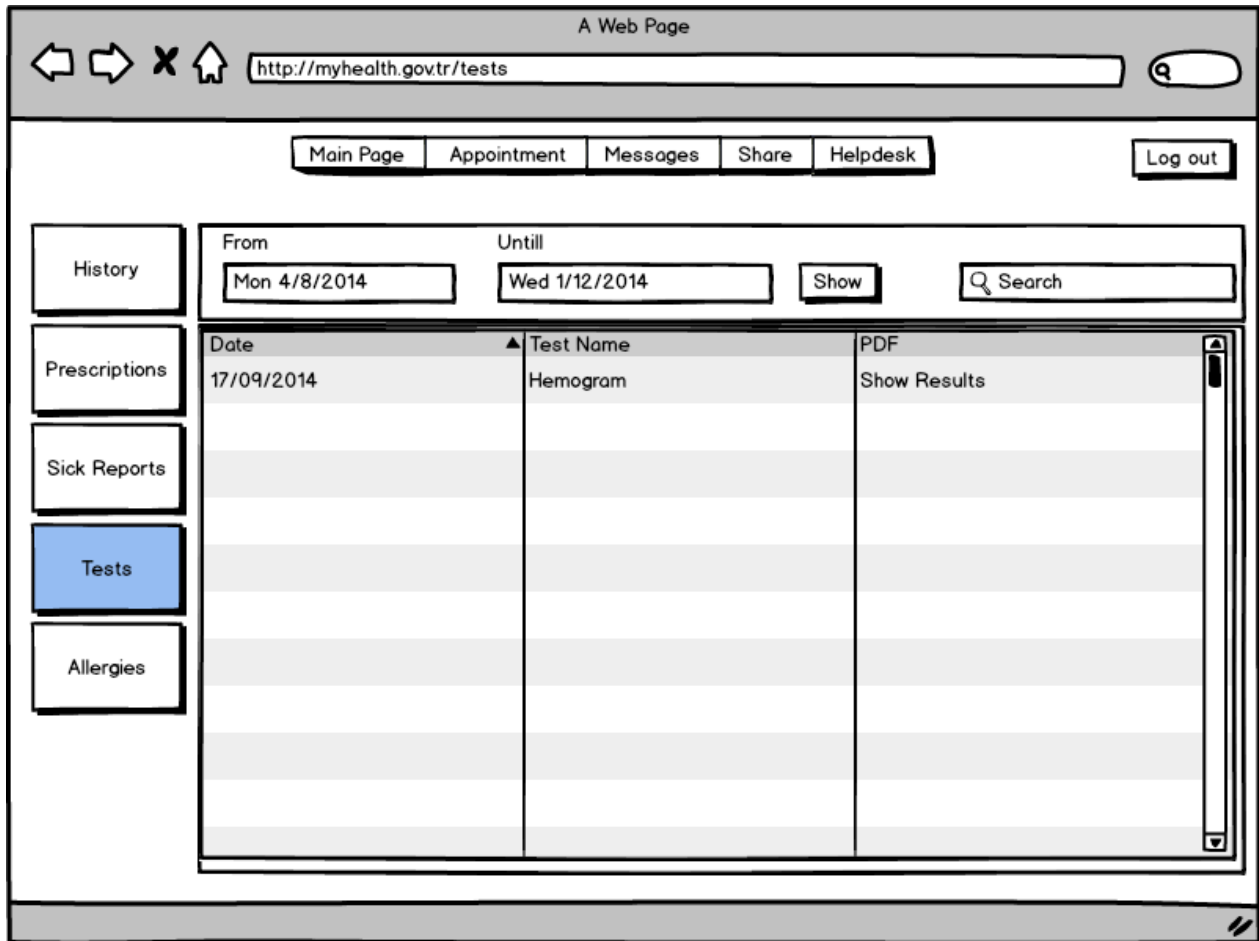 A Web Page
http://myhealth.gov.tr/tests
Main Page Appointment Messages Share Helpdesk
Log out
History
Prescriptions
Sick Reports
Tests
Allergies
From Untill
Mon 4/8/2014 Wed 1/12/2014 Show Search
Date Test Name PDF
17/09/2014 Hemogram Show Results